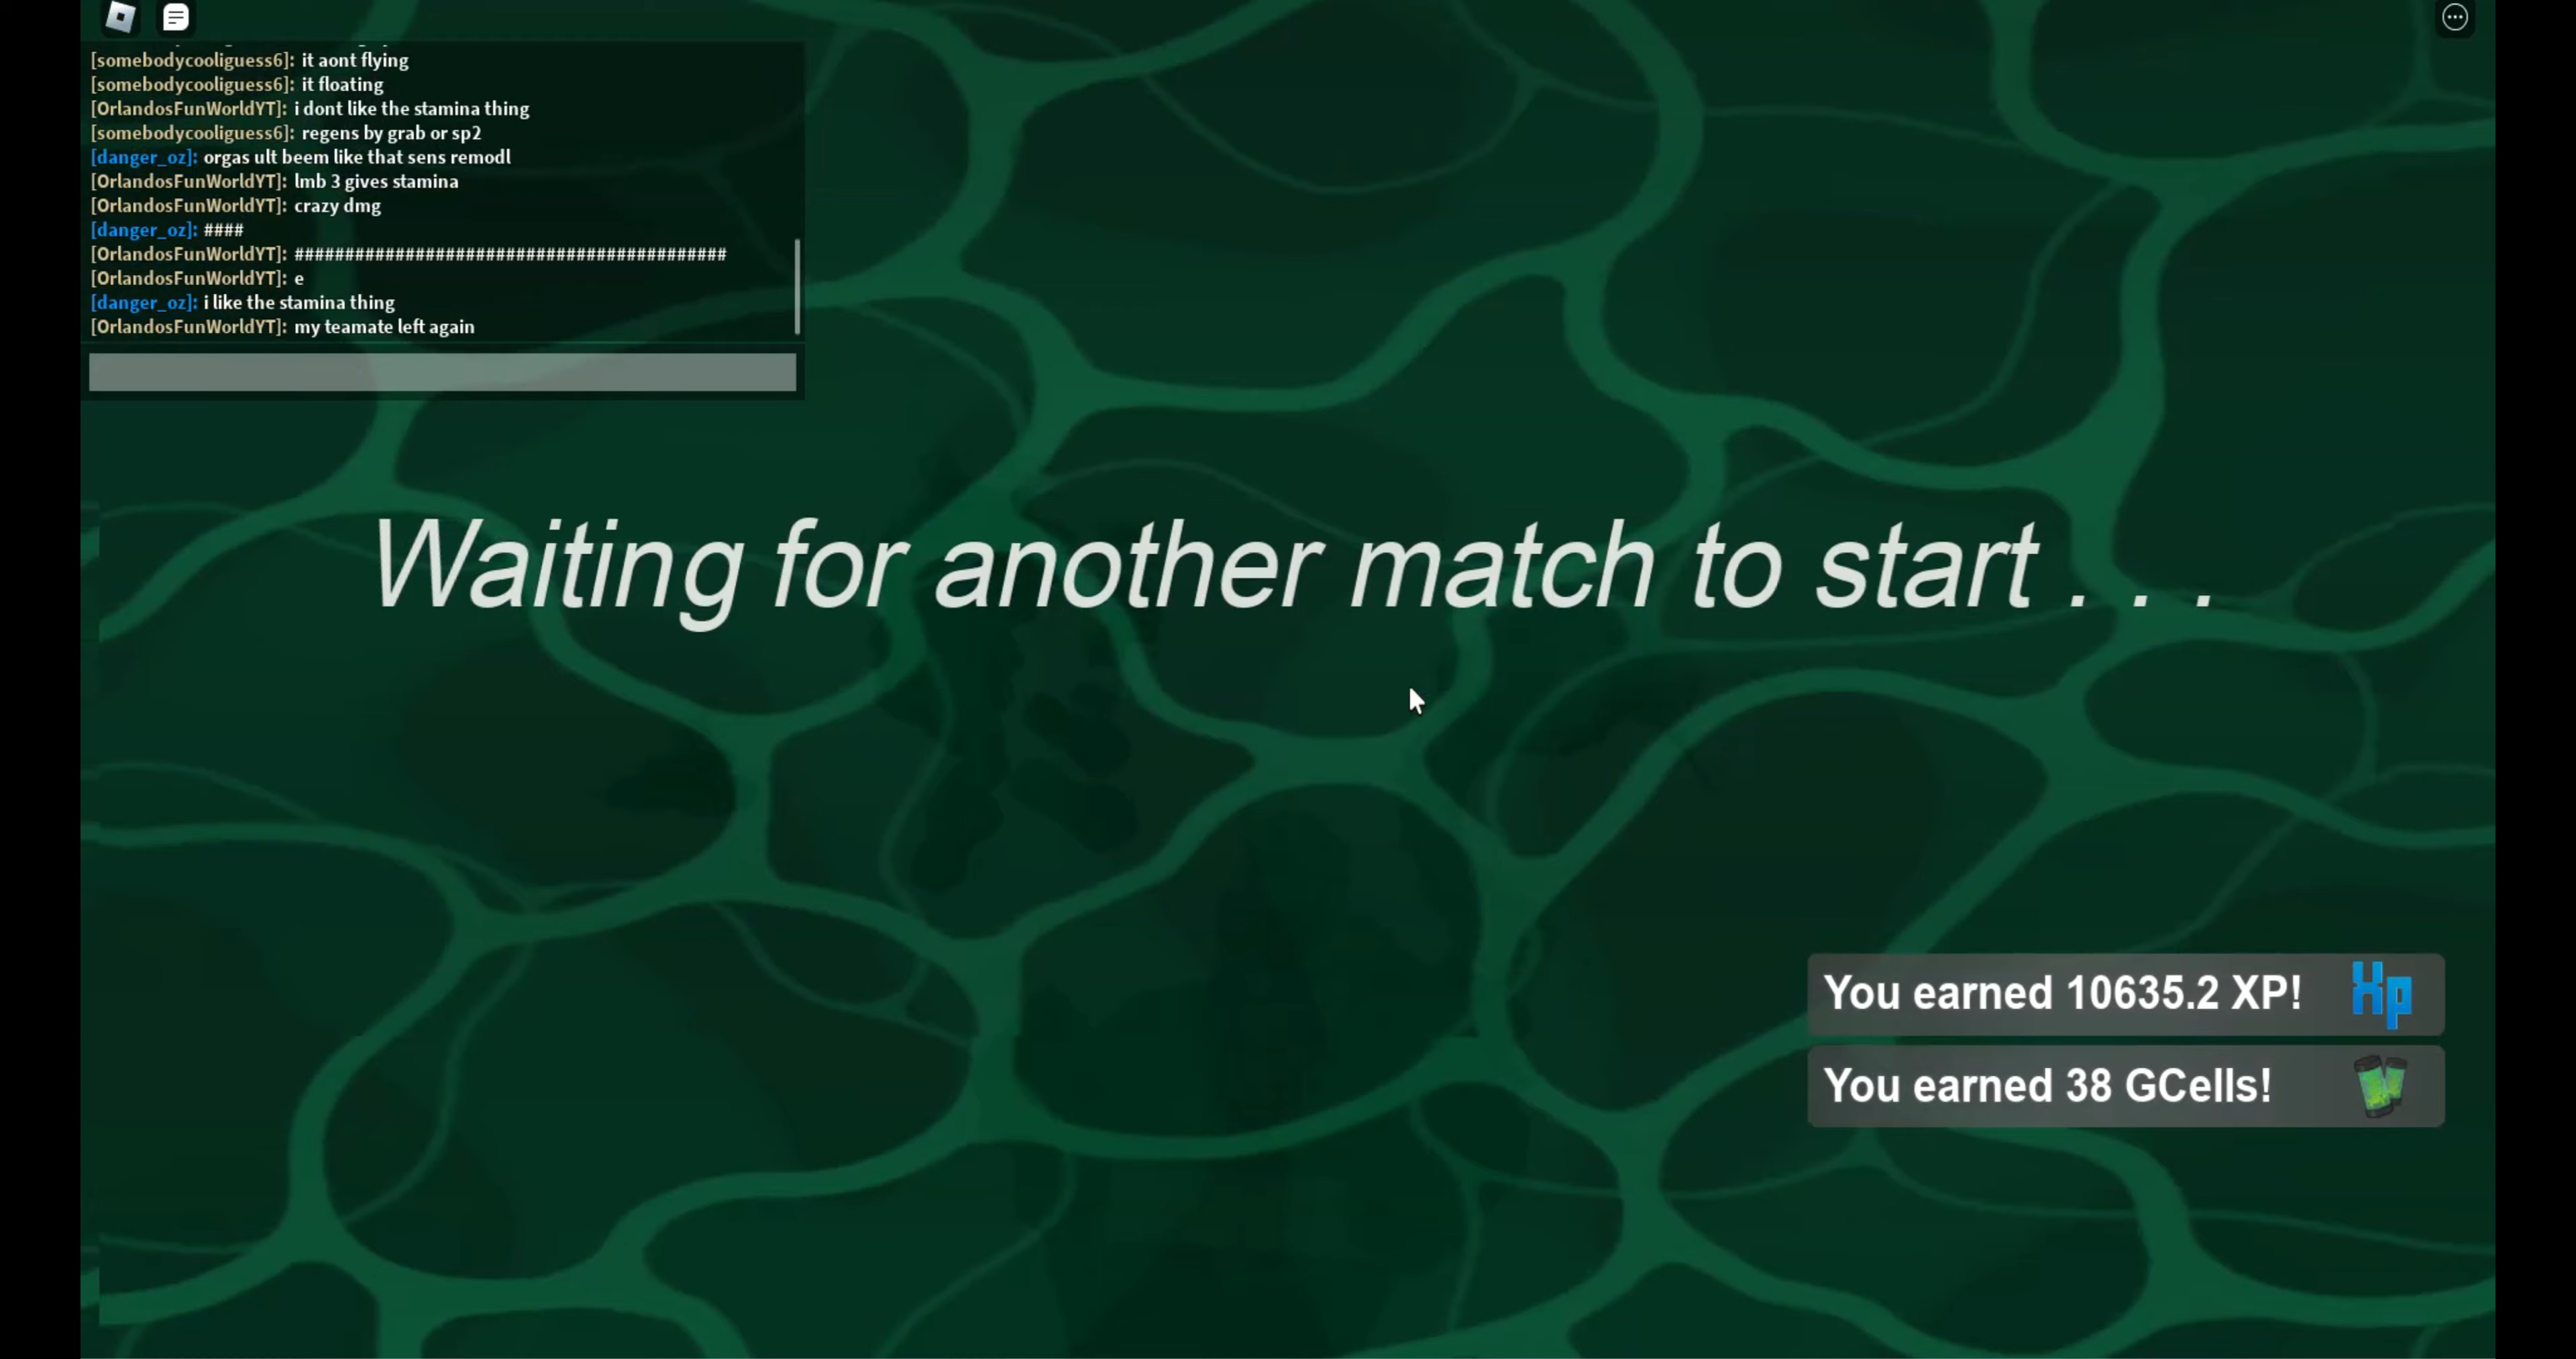 [somebodycooliguess6]: it aont flying
[somebodycooliguess6]: it floating
[OrlandosFunWorldYT]: i dont like the stamina thing
[somebodycooliguess6]: regens by grab or sp2
[danger_oz]: orgas ult beem like that sens remodl
[OrlandosFunWorldYT]: lmb 3 gives stamina
[OrlandosFunWorldYT]: crazy dmg
[danger_oz]: ####
[OrlandosFunWorldYT]: ###########################################
[OrlandosFunWorldYT]: e
[danger_oz]: i like the stamina thing
[OrlandosFunWorldYT]: my teamate left again
Waiting for another match to start . . .
You earned 10635.2 XP! Xp
You earned 38 GCells!